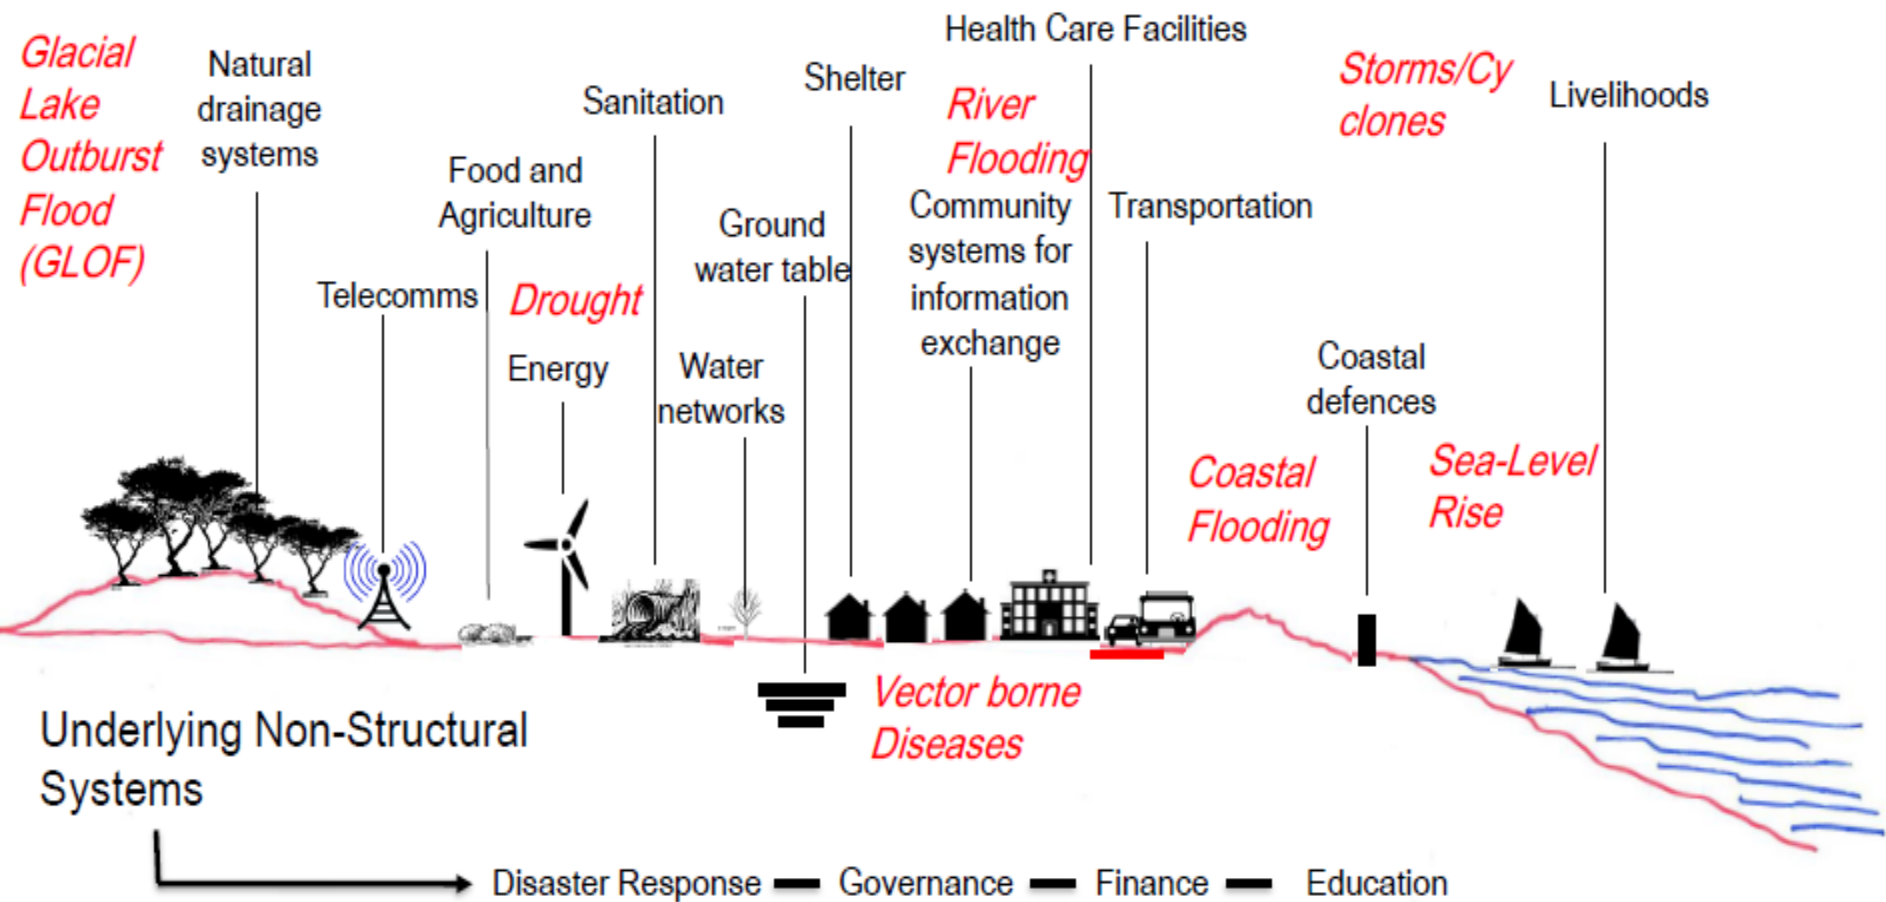 Glacial
Lake
Outburst
Flood
(GLOF)
Natural
drainage
systems
Telecomms
Food and
Agriculture
Drought
Energy
Sanitation
Water
networks
Ground
water table
Shelter
Health Care Facilities
River
Flooding
Community
systems for
information
exchange
Transportation
Storms/Cy
clones
Livelihoods
Coastal
defences
Coastal
Flooding
Sea-Level
Rise
Vector borne
Diseases
Underlying Non-Structural
Systems
Disaster Response
Governance
Finance
Education